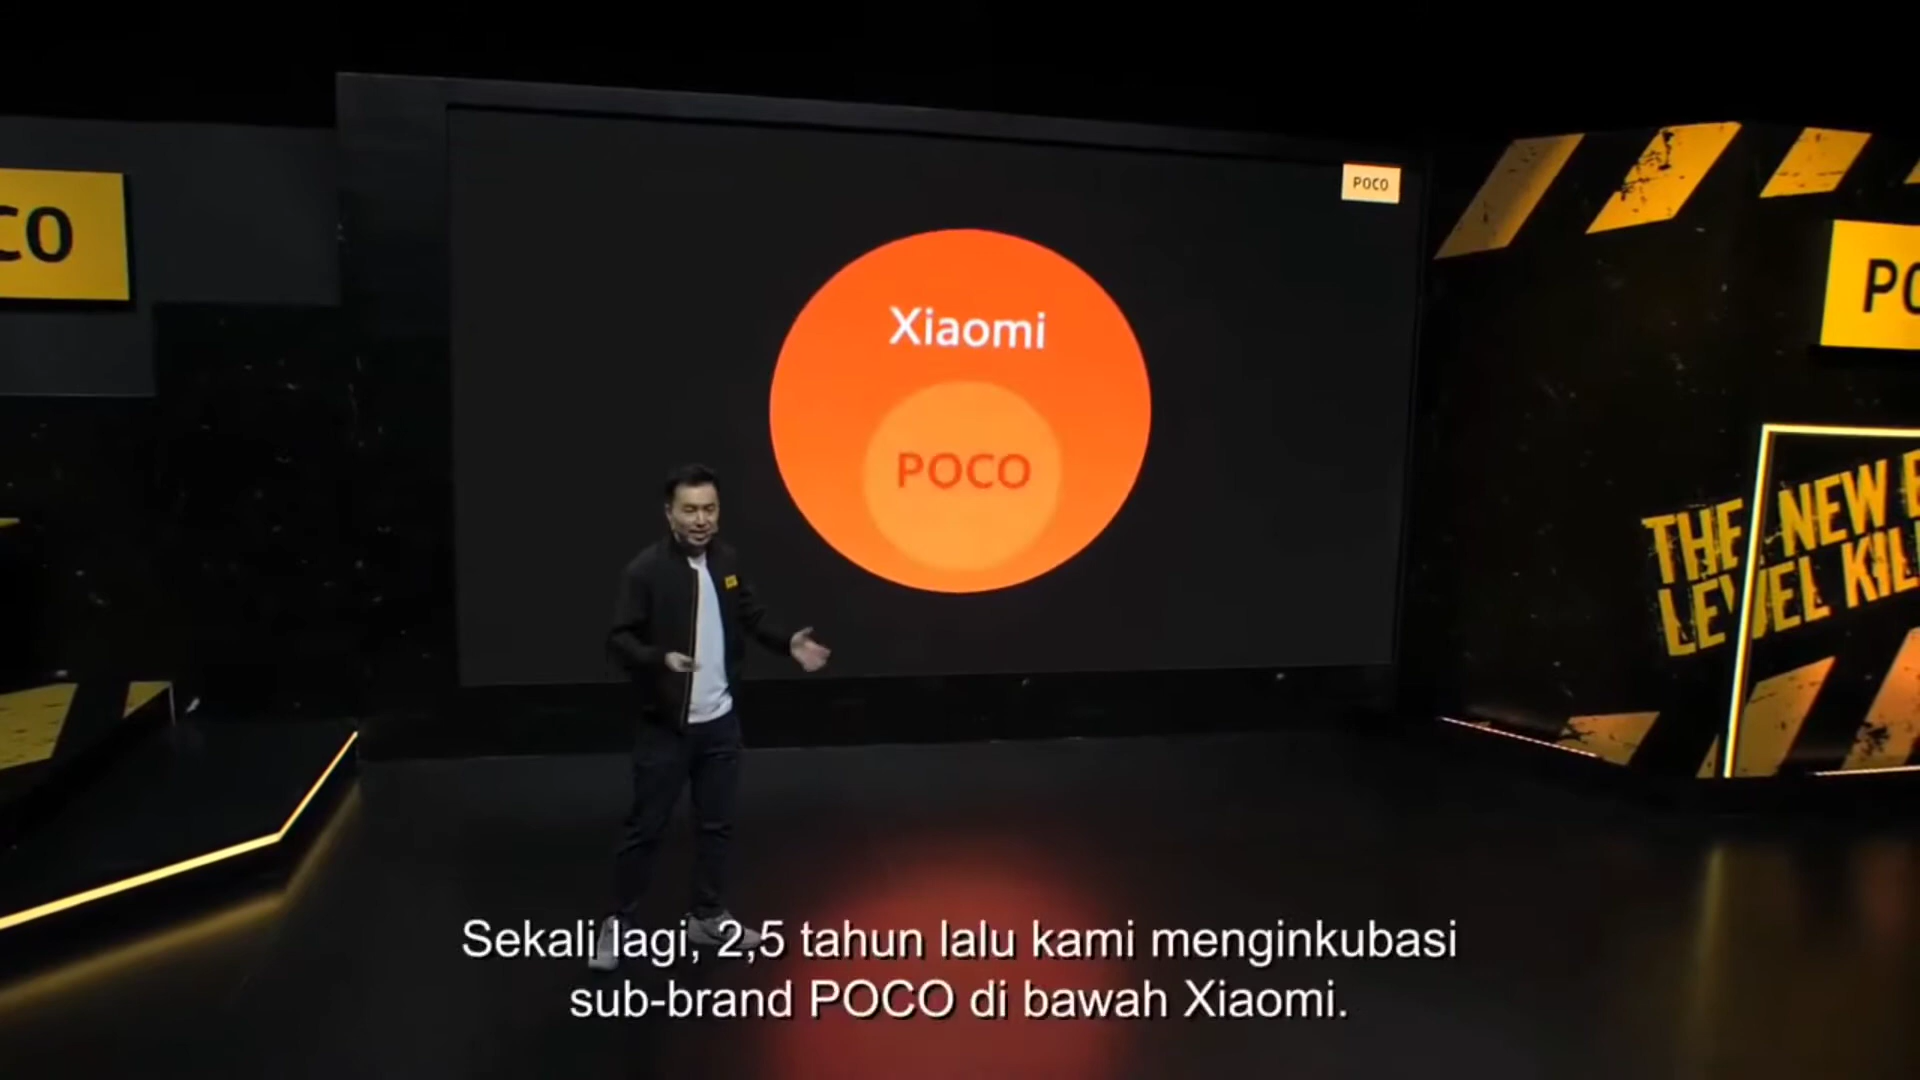 CO
POCO
Xiaomi
POCO
PO
THE NEW
LEVEL KIL
Sekali lagi, 2,5 tahun lalu kami menginkubasi
sub-brand POCO di bawah Xiaomi.